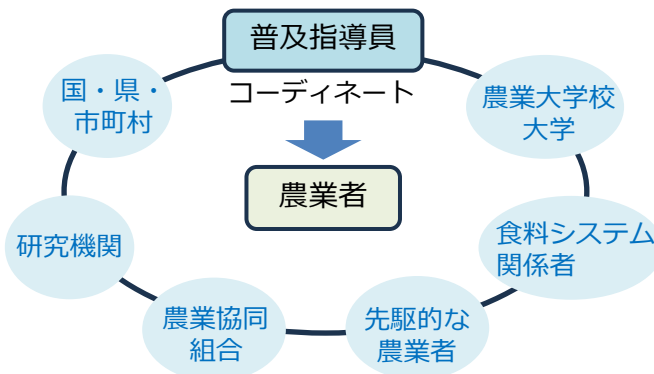 普及指導員
コーディネート
農業者
国・県・
市町村
農業大学校
大学
研究機関
食料システム
関係者
農業協同
組合
先駆的な
農業者